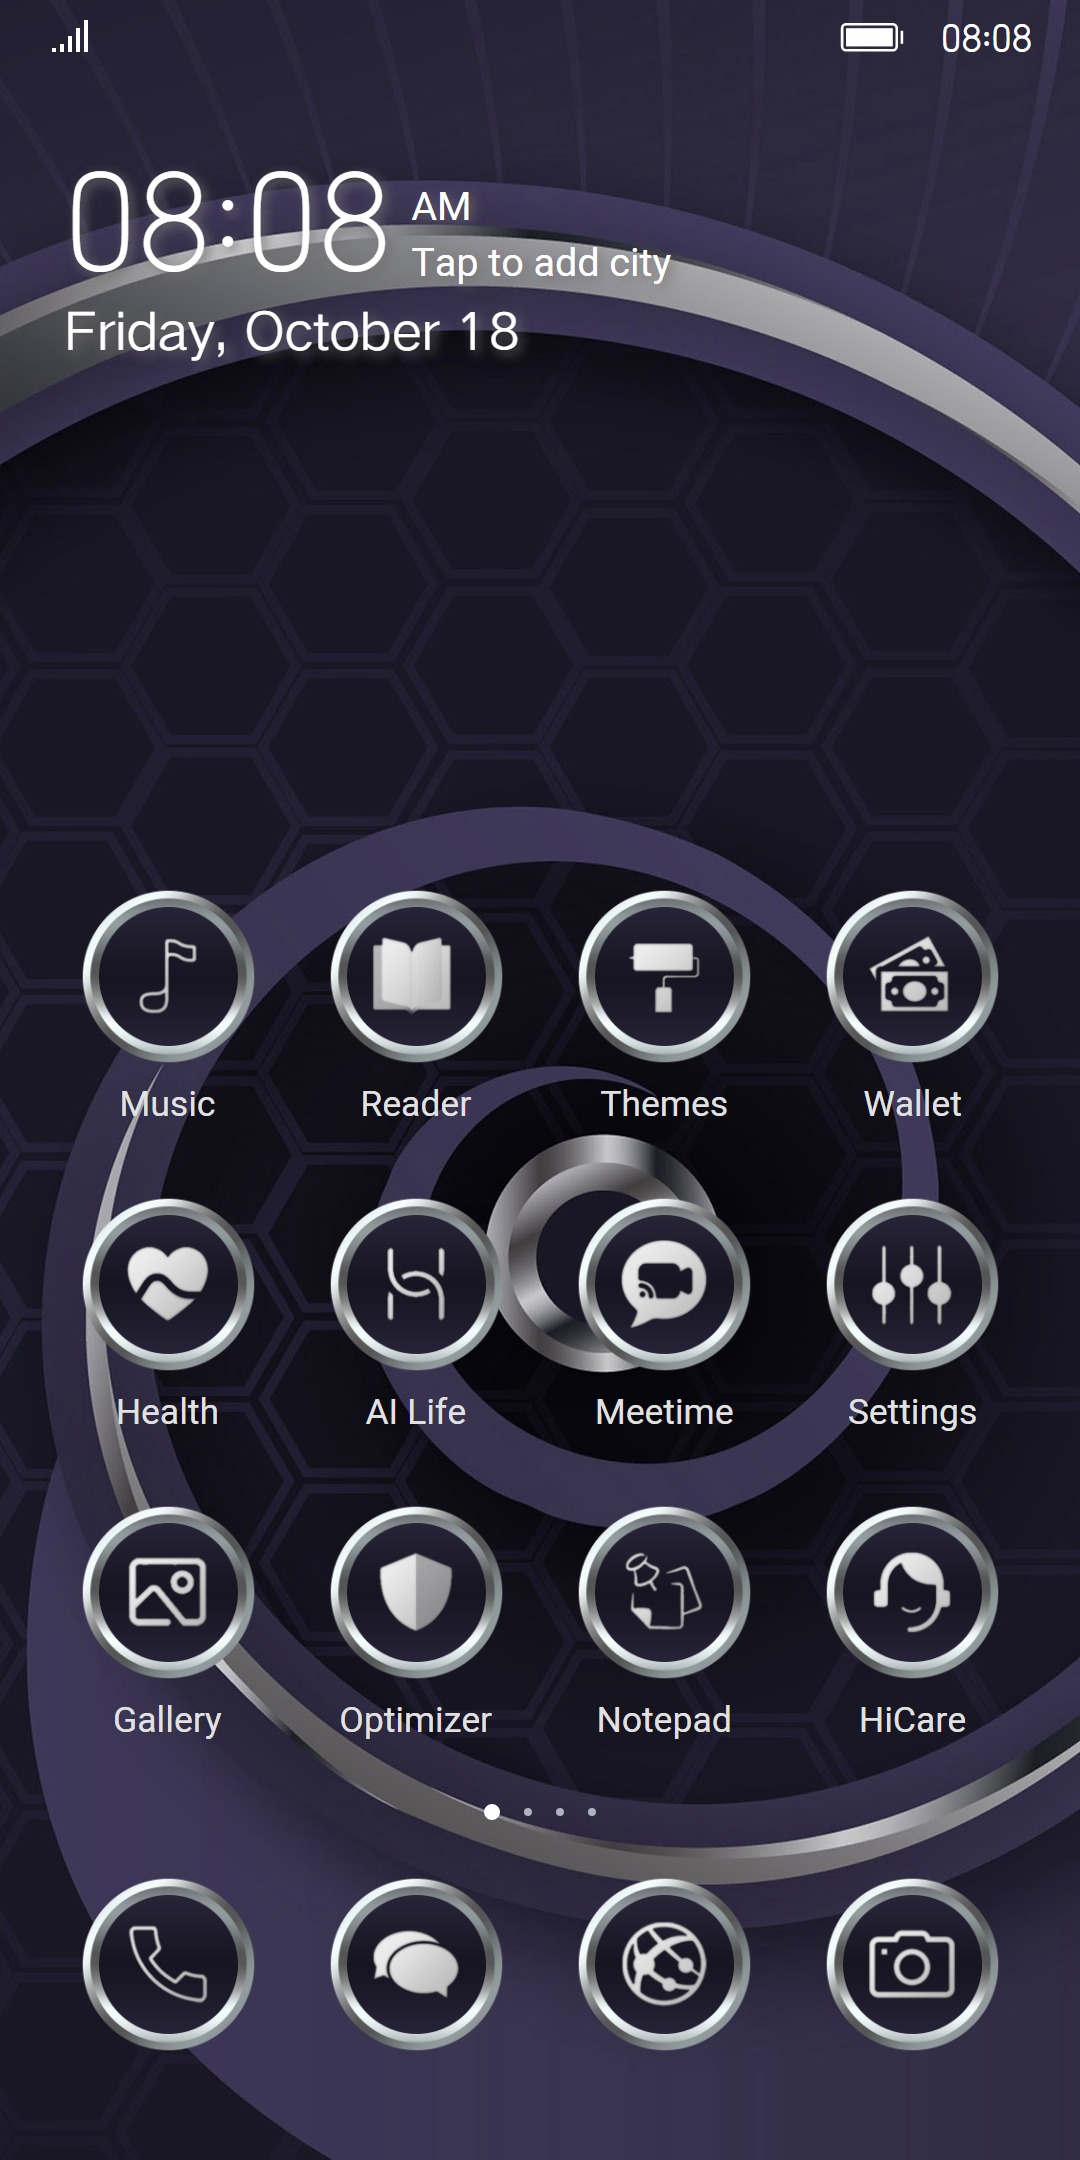 08:08
08:08 AM
Tap to add city
Friday, October 18
Music Reader Themes Wallet
Health AI Life Meetime Settings
Gallery Optimizer Notepad HiCare